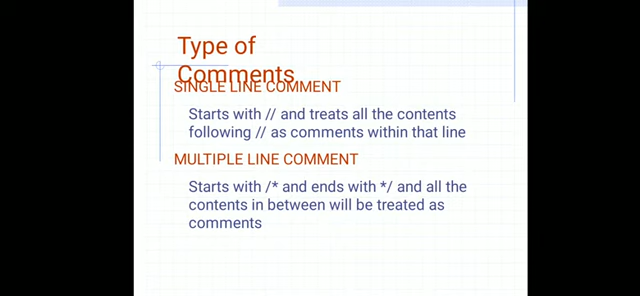 Type of
Comments
SINGLE LINE COMMENT
Starts with // and treats all the contents
following // as comments within that line
MULTIPLE LINE COMMENT
Starts with /* and ends with */ and all the
contents in between will be treated as
comments